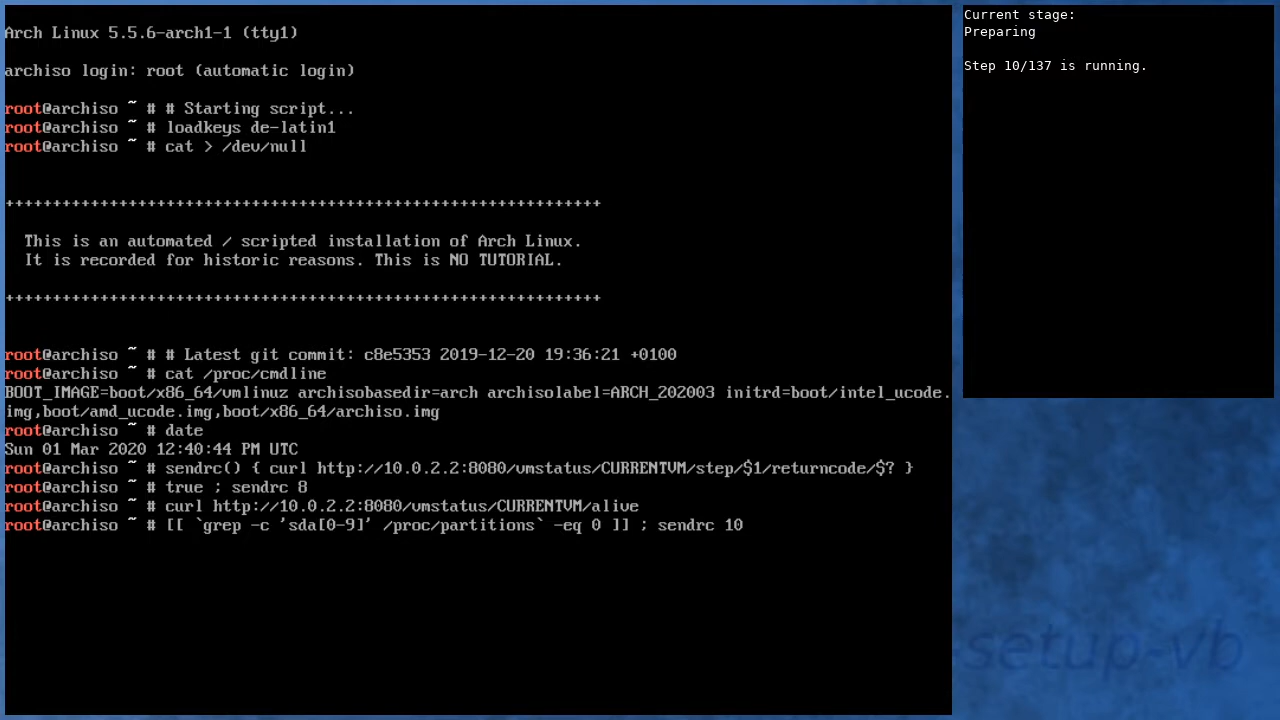 Arch Linux 5.5.6-arch1-1 (tty1)
archiso login: root (automatic login)
root@archiso ~ # # Starting script...
root@archiso ~ # loadkeys de-latin1
root@archiso ~ # cat > /dev/null
+++++++++++++++++++++++++++++++++++++++++++++++++++++++++++++++
This is an automated / scripted installation of Arch Linux.
It is recorded for historic reasons. This is NO TUTORIAL.
+++++++++++++++++++++++++++++++++++++++++++++++++++++++++++++++
root@archiso ~ # # Latest git commit: c8e5353 2019-12-20 19:36:21 +0100
root@archiso ~ # cat /proc/cmdline
BOOT_IMAGE=boot/x86_64/vmlinuz archisobasedir=arch archisolabel=ARCH_202003 initrd=boot/intel_ucode.
img,boot/amd_ucode.img,boot/x86_64/archiso.img
root@archiso ~ # date
Sun 01 Mar 2020 12:40:44 PM UTC
root@archiso ~ # sendrc() { curl http://10.0.2.2:8080/vmstatus/CURRENTVM/step/$1/returncode/$? }
root@archiso ~ # true ; sendrc 8
root@archiso ~ # curl http://10.0.2.2:8080/vmstatus/CURRENTVM/alive
root@archiso ~ # [[ `grep -c 'sda[0-9]' /proc/partitions` -eq 0 ]] ; sendrc 10
Current stage:
Preparing
Step 10/137 is running.
setup-vb